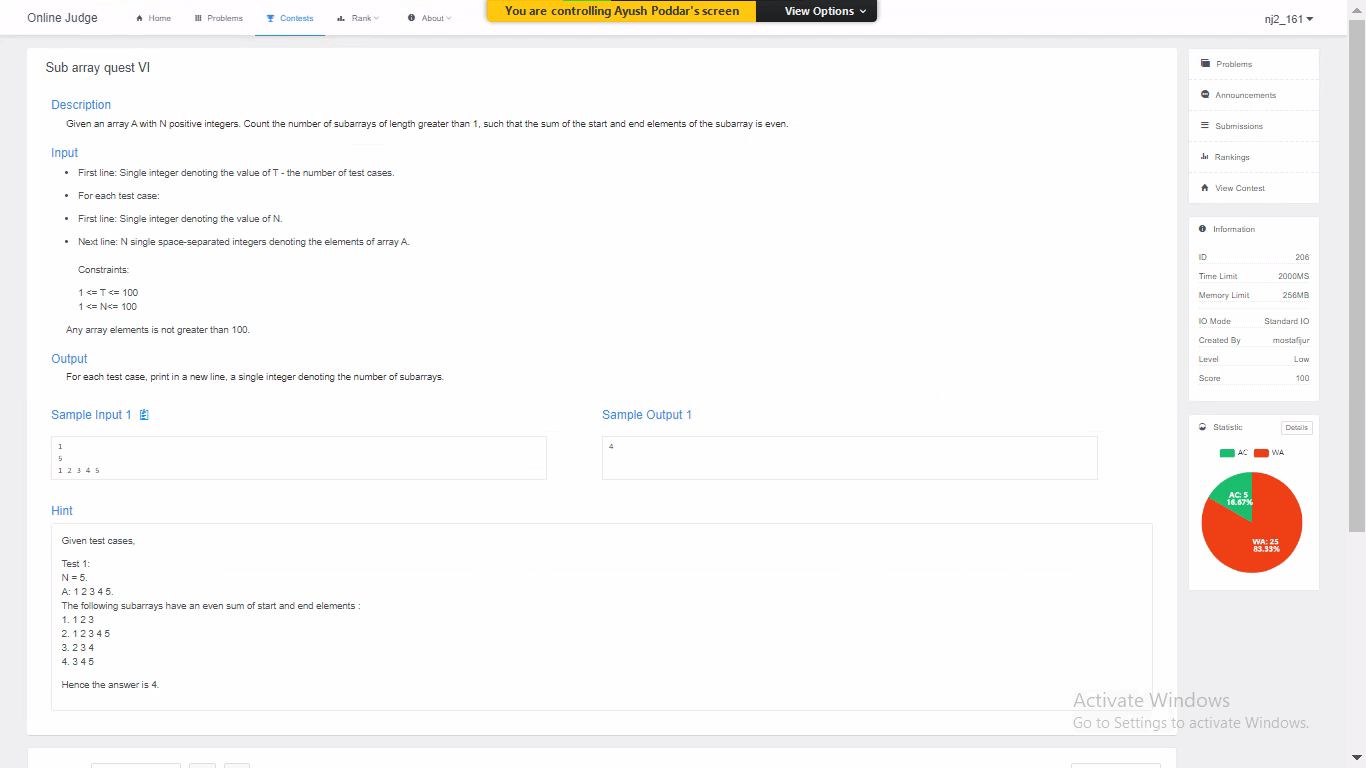 Online Judge
Home
Problems
Contests
Rank
About
You are controlling Ayush Poddar's screen
View Options
nj2_161
Sub array quest VI
Description
Given an array A with N positive integers. Count the number of subarrays of length greater than 1, such that the sum of the start and end elements of the subarray is even.
Input
• First line: Single integer denoting the value of T - the number of test cases.
• For each test case:
• First line: Single integer denoting the value of N.
• Next line: N single space-separated integers denoting the elements of array A.
Constraints:
1 <= T <= 100
1 <= N<= 100
Any array elements is not greater than 100.
Output
For each test case, print in a new line, a single integer denoting the number of subarrays.
Sample Input 1
1
5
1 2 3 4 5
Sample Output 1
4
Hint
Given test cases,
Test 1:
N = 5.
A: 1 2 3 4 5.
The following subarrays have an even sum of start and end elements :
1. 1 2 3
2. 1 2 3 4 5
3. 2 3 4
4. 3 4 5
Hence the answer is 4.
Problems
Announcements
Submissions
Rankings
View Contest
Information
ID 206
Time Limit 2000MS
Memory Limit 256MB
IO Mode Standard IO
Created By mostafijur
Level Low
Score 100
Statistic Details
AC WA
AC: 5
16.67%
WA: 25
83.33%
Activate Windows
Go to Settings to activate Windows.